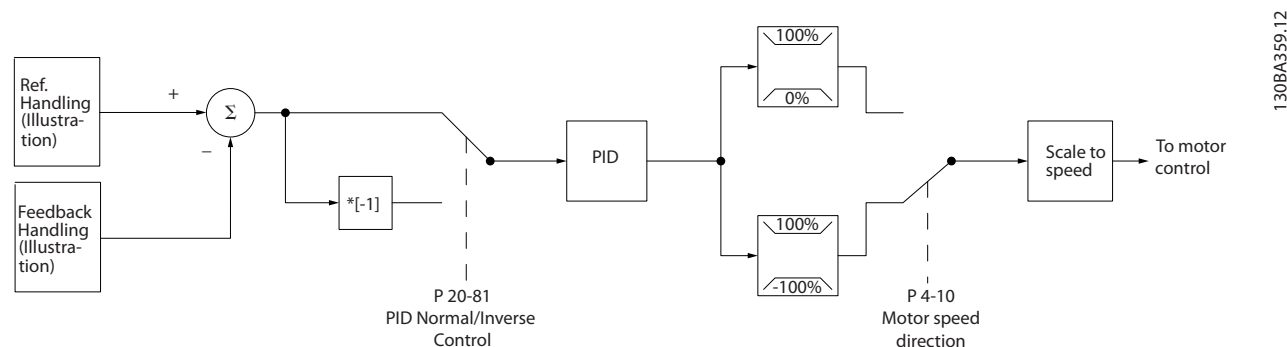 Ref.
Handling
(Illustra-
tion)
Feedback
Handling
(Illustra-
tion)
+
−
Σ
*[-1]
P 20-81
PID Normal/Inverse
Control
PID
100%
0%
100%
-100%
P 4-10
Motor speed
direction
Scale to
speed
To motor
control
130BA359.12